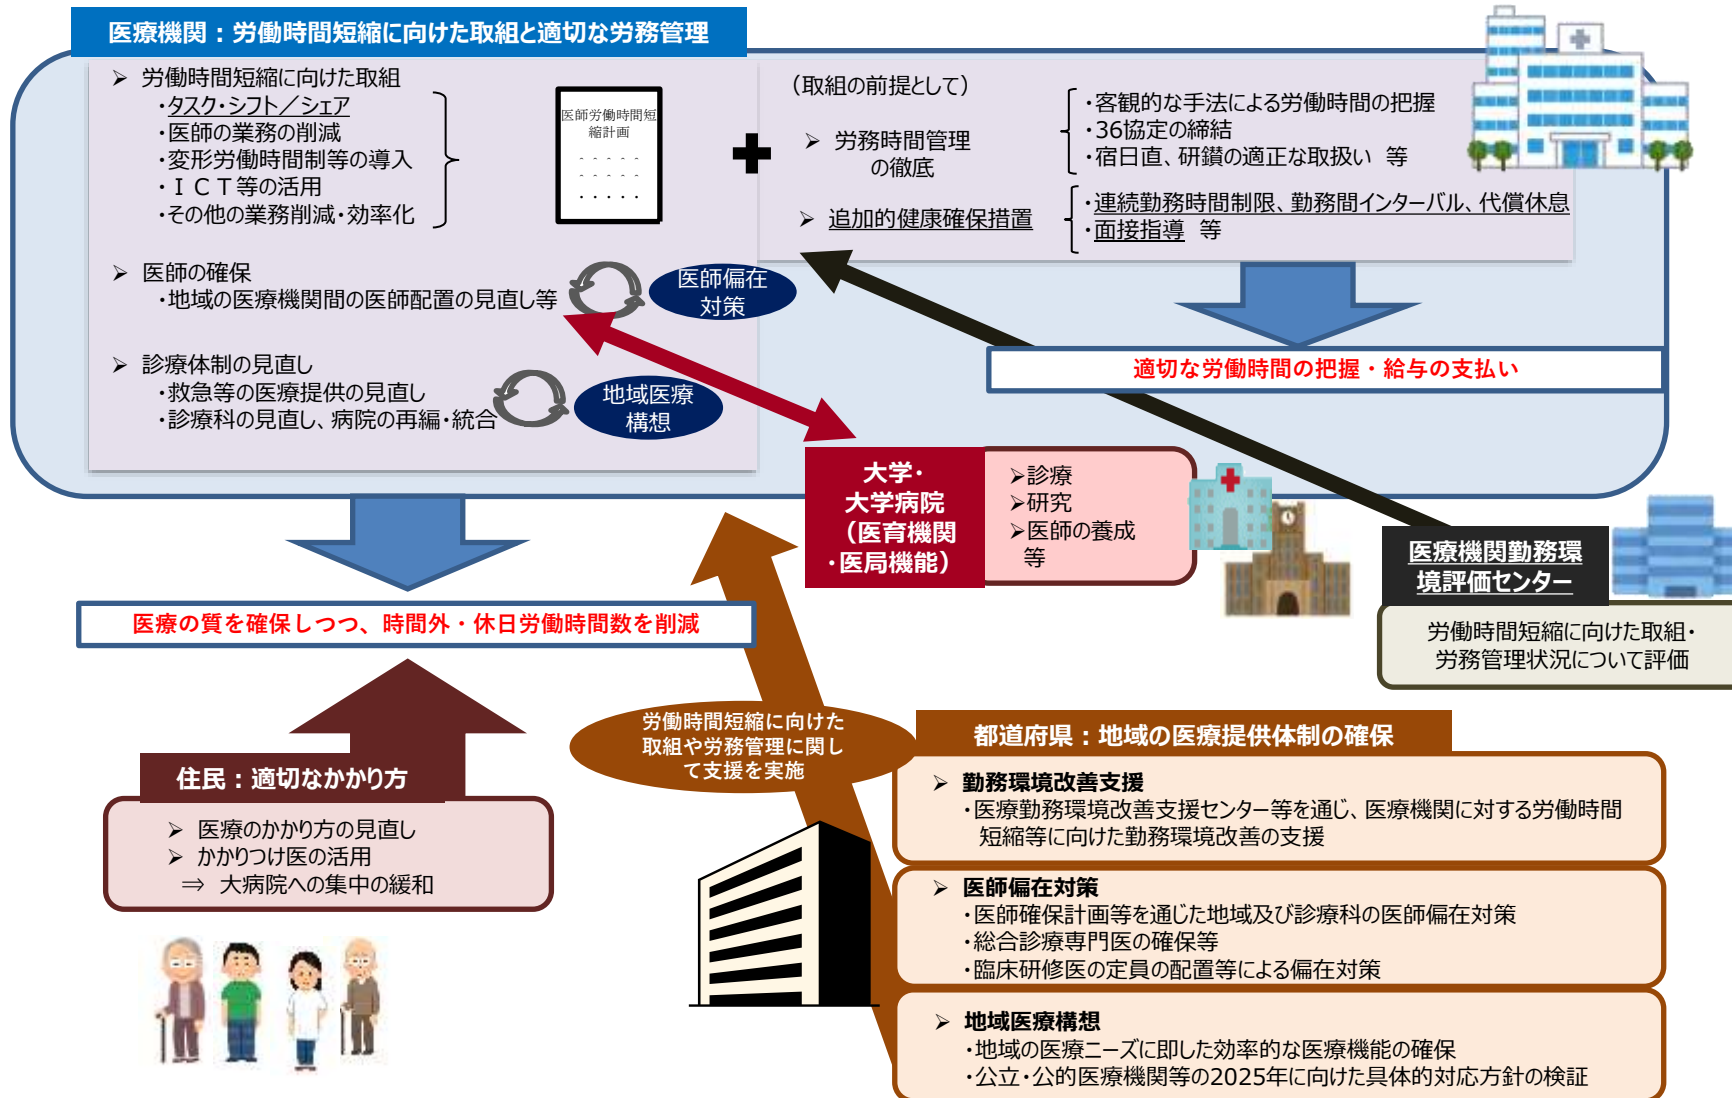 医療機関：労働時間短縮に向けた取組と適切な労務管理
➢ 労働時間短縮に向けた取組
・タスク・シフト／シェア
・医師の業務の削減
・変形労働時間制等の導入
・ＩＣＴ等の活用
・その他の業務削減・効率化
医師労働時間短
縮計画
- - - - -
- - - - -
・・・・・
（取組の前提として）
➢ 労務時間管理
の徹底
・客観的な手法による労働時間の把握
・36協定の締結
・宿日直、研鑽の適正な取扱い 等
➢ 追加的健康確保措置
・連続勤務時間制限、勤務間インターバル、代償休息
・面接指導 等
➢ 医師の確保
・地域の医療機関間の医師配置の見直し等
医師偏在
対策
➢ 診療体制の見直し
・救急等の医療提供の見直し
・診療科の見直し、病院の再編・統合
地域医療
構想
適切な労働時間の把握・給与の支払い
大学・
大学病院
（医育機関
・医局機能）
➢診療
➢研究
➢医師の養成
等
医療機関勤務環
境評価センター
労働時間短縮に向けた取組・
労務管理状況について評価
医療の質を確保しつつ、時間外・休日労働時間数を削減
労働時間短縮に向けた
取組や労務管理に関し
て支援を実施
住民：適切なかかり方
➢ 医療のかかり方の見直し
➢ かかりつけ医の活用
⇒ 大病院への集中の緩和
都道府県：地域の医療提供体制の確保
➢ 勤務環境改善支援
・医療勤務環境改善支援センター等を通じ、医療機関に対する労働時間
短縮等に向けた勤務環境改善の支援
➢ 医師偏在対策
・医師確保計画等を通じた地域及び診療科の医師偏在対策
・総合診療専門医の確保等
・臨床研修医の定員の配置等による偏在対策
➢ 地域医療構想
・地域の医療ニーズに即した効率的な医療機能の確保
・公立・公的医療機関等の2025年に向けた具体的対応方針の検証